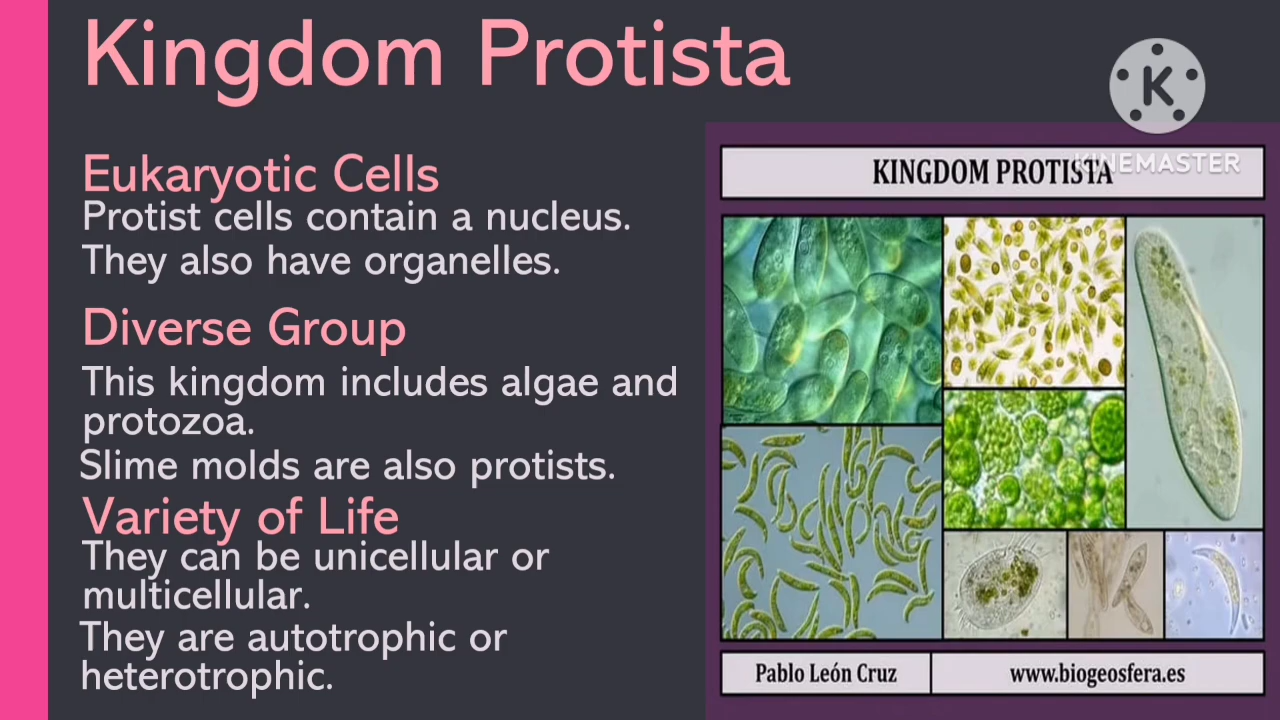 Kingdom Protista
K
KINEMASTER
Eukaryotic Cells
Protist cells contain a nucleus.
They also have organelles.
Diverse Group
This kingdom includes algae and
protozoa.
Slime molds are also protists.
Variety of Life
They can be unicellular or
multicellular.
They are autotrophic or
heterotrophic.
KINGDOM PROTISTA
Pablo León Cruz
www.biogeosfera.es